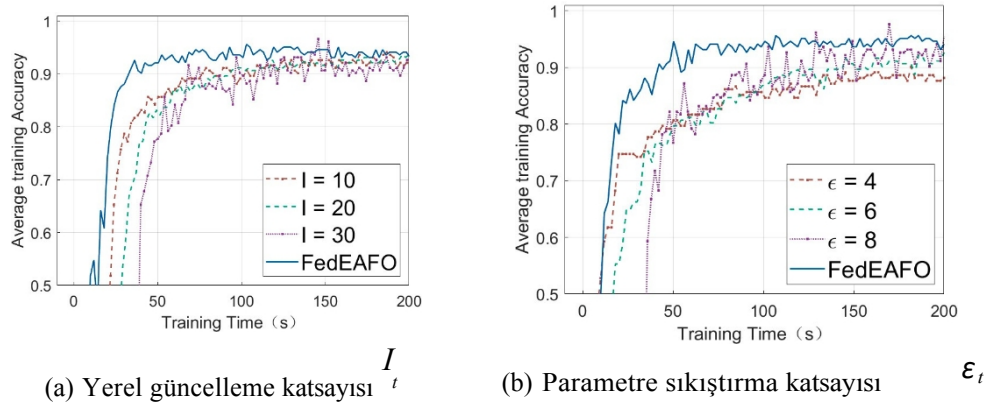 1
0.9
0.8
0.7
0.6
0.5
Average training Accuracy
I = 10
I = 20
I = 30
FedEAFO
0 50 100 150 200
Training Time（s）
(a) Yerel güncelleme katsayısı I_t
1
0.9
0.8
0.7
0.6
0.5
Average training Accuracy
ϵ = 4
ϵ = 6
ϵ = 8
FedEAFO
0 50 100 150 200
Training Time（s）
(b) Parametre sıkıştırma katsayısı ε_t